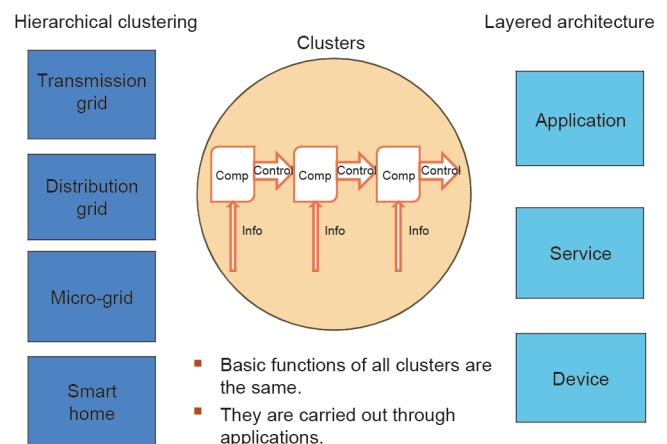 Hierarchical clustering
Transmission
grid
Distribution
grid
Micro-grid
Smart
home
Clusters
Comp
Control
Comp
Control
Comp
Control
Info
Info
Info
Basic functions of all clusters are
the same.
They are carried out through
applications.
Layered architecture
Application
Service
Device